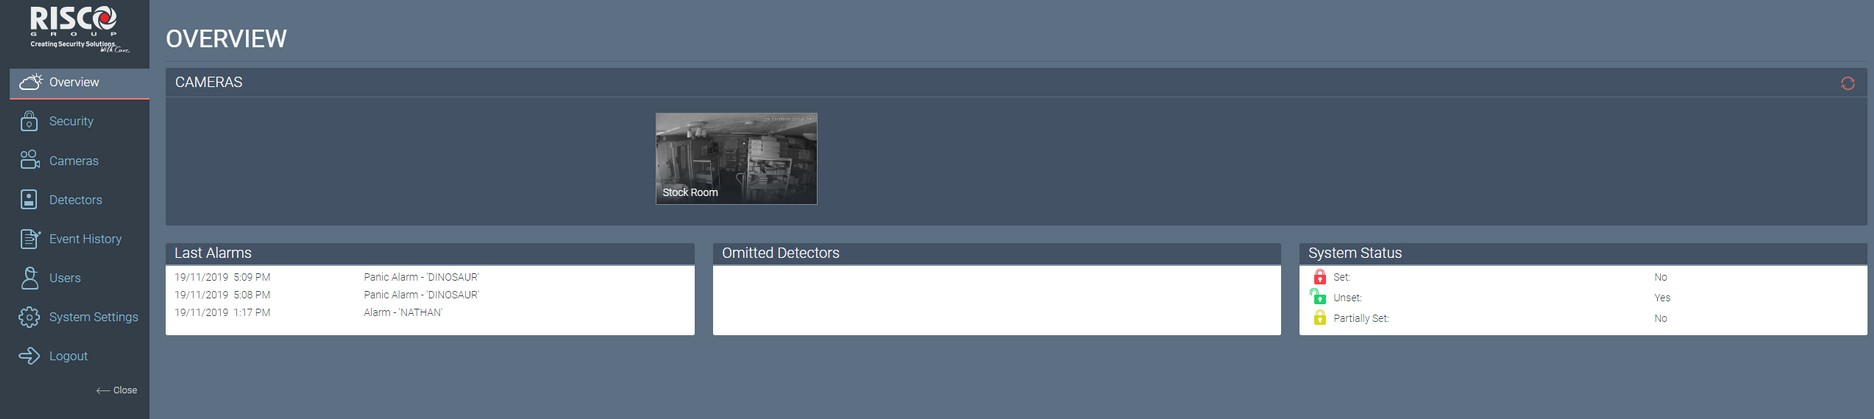 RISCO
GROUP
Creating Security Solutions.
With Care.
Overview
Security
Cameras
Detectors
Event History
Users
System Settings
Logout
Close
OVERVIEW
CAMERAS
Stock Room
Last Alarms
19/11/2019 5:09 PM Panic Alarm - 'DINOSAUR'
19/11/2019 5:08 PM Panic Alarm - 'DINOSAUR'
19/11/2019 1:17 PM Alarm - 'NATHAN'
Omitted Detectors
System Status
Set: No
Unset: Yes
Partially Set: No